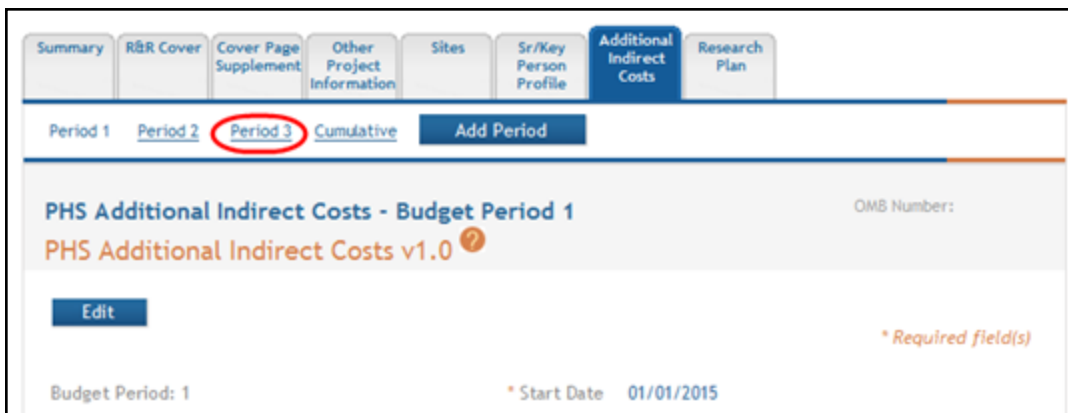 Summary
R&R Cover
Cover Page
Supplement
Other
Project
Information
Sites
Sr/Key
Person
Profile
Additional
Indirect
Costs
Research
Plan
Period 1 Period 2 Period 3 Cumulative Add Period
PHS Additional Indirect Costs - Budget Period 1 OMB Number:
PHS Additional Indirect Costs v1.0 ?
Edit
* Required field(s)
Budget Period: 1 * Start Date 01/01/2015